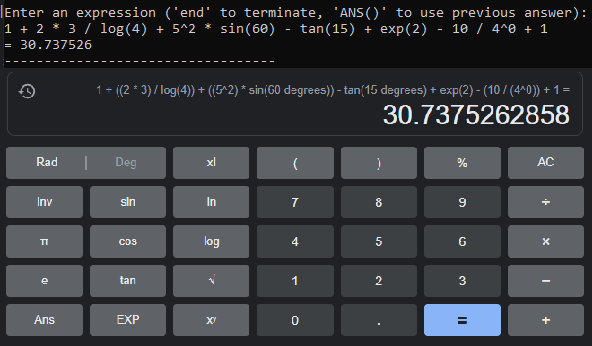 Enter an expression ('end' to terminate, 'ANS()' to use previous answer):
1 + 2 * 3 / log(4) + 5^2 * sin(60) - tan(15) + exp(2) - 10 / 4^0 + 1
= 30.737526
----------------------------------
1 + ((2 * 3) / log(4)) + ((5^2) * sin(60 degrees)) - tan(15 degrees) + exp(2) - (10 / (4^0)) + 1 =
30.7375262858
Rad | Deg x! ( ) % AC
Inv sin ln 7 8 9 ÷
π cos log 4 5 6 ×
e tan √ 1 2 3 −
Ans EXP xʸ 0 . = +